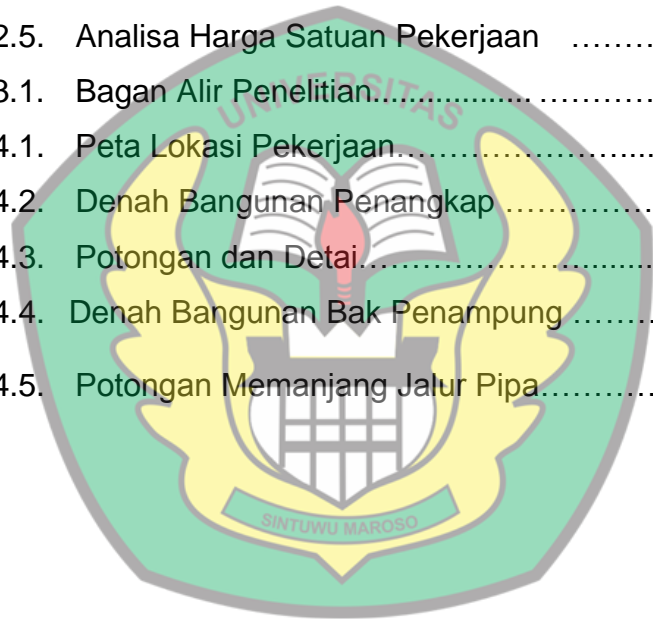 2.5. Analisa Harga Satuan Pekerjaan ………
3.1. Bagan Alir Penelitian.................. …………
4.1. Peta Lokasi Pekerjaan…………………......
4.2. Denah Bangunan Penangkap ……………
4.3. Potongan dan Detai…………………...........
4.4. Denah Bangunan Bak Penampung ………
4.5. Potongan Memanjang Jalur Pipa…………
UNIVERSITAS
SINTUWU MAROSO